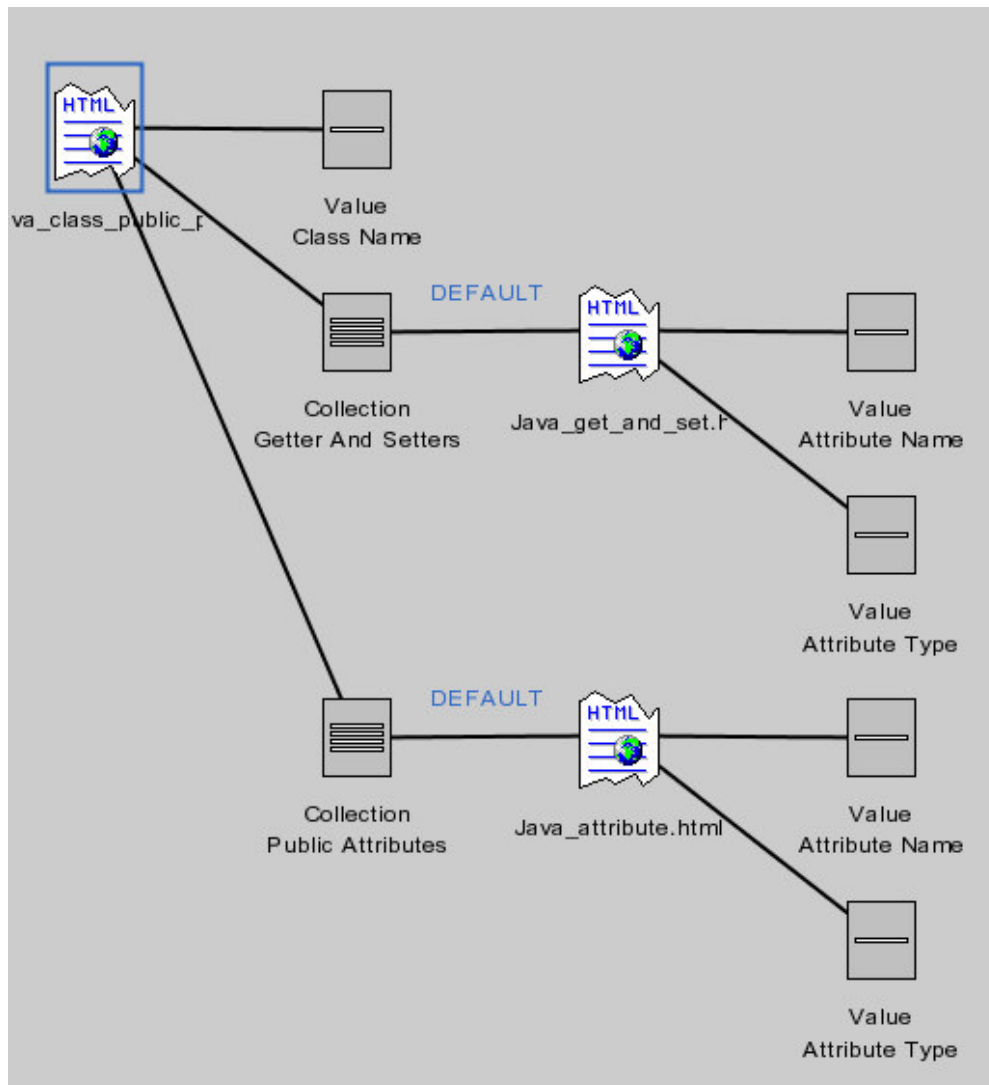 HTML
va_class_public_p
Value
Class Name
DEFAULT
HTML
Collection
Getter And Setters
Java_get_and_set.h
Value
Attribute Name
Value
Attribute Type
DEFAULT
HTML
Collection
Public Attributes
Java_attribute.html
Value
Attribute Name
Value
Attribute Type